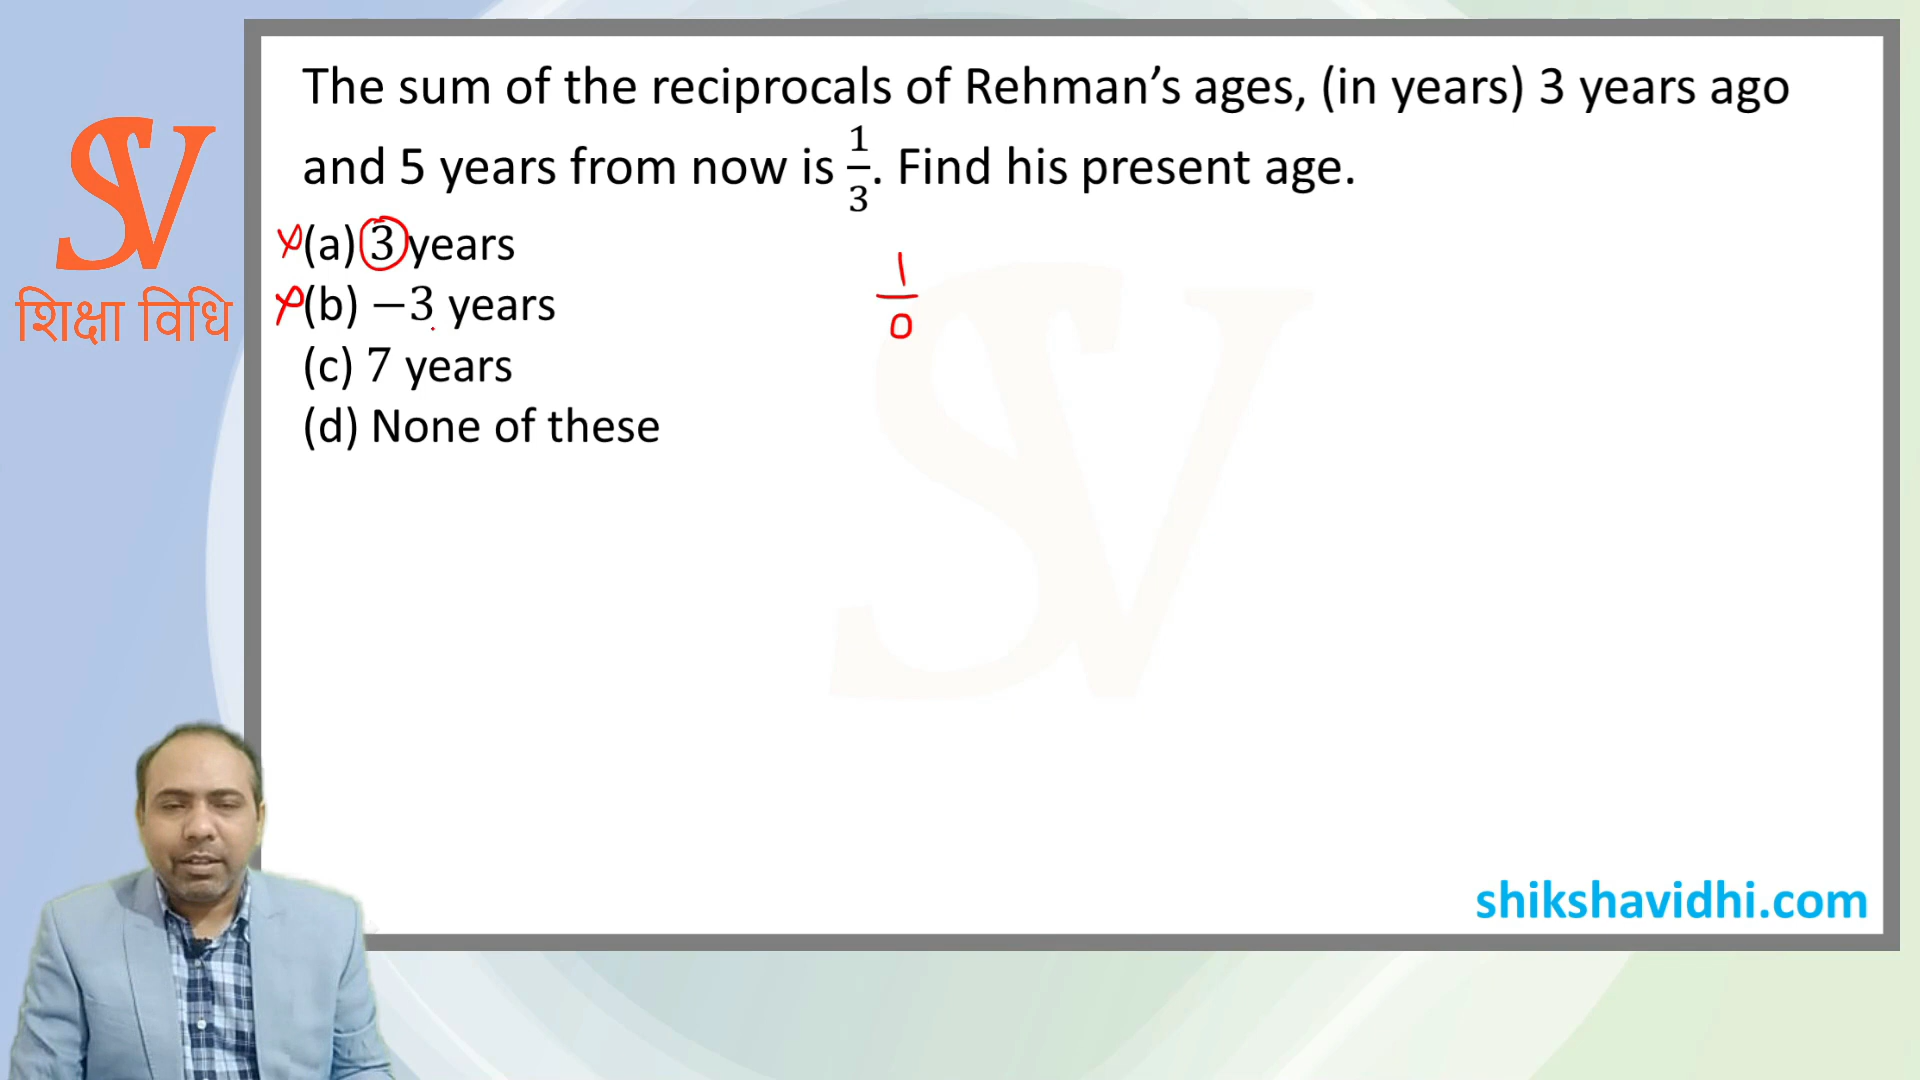 The sum of the reciprocals of Rehman’s ages, (in years) 3 years ago
and 5 years from now is 1/3. Find his present age.
(a) 3 years
(b) −3 years
(c) 7 years
(d) None of these
1/0
SV
शिक्षा विधि
SV
shikshavidhi.com